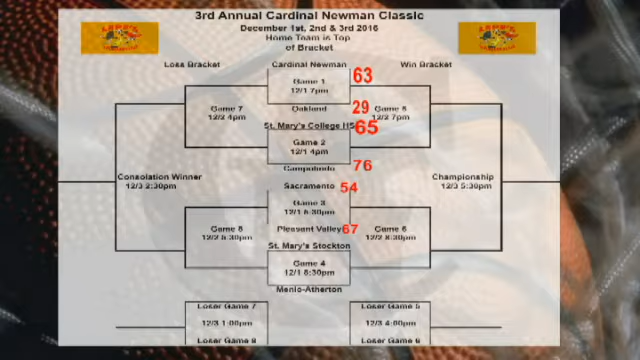 3rd Annual Cardinal Newman Classic
December 1st, 2nd & 3rd 2016
Home Team is Top
of Bracket
Loss Bracket
Cardinal Newman
63
Win Bracket
Game 1
12/1 7pm
Game 7
12/2 4pm
Oakland
29
12/2 7pm
St. Mary's College HS
65
Game 2
12/1 4pm
76
Consolation Winner
12/3 2:30pm
Championship
12/3 5:30pm
Sacramento
54
Game 3
12/1 5:30pm
Game 8
12/2 5:30pm
Pleasant Valley
67
Game 6
12/2 8:30pm
St. Mary's Stockton
Game 4
12/1 8:30pm
Menlo-Atherton
Loser Game 7
12/3 1:00pm
Loser Game 8
Loser Game 5
12/3 4:00pm
Loser Game 6